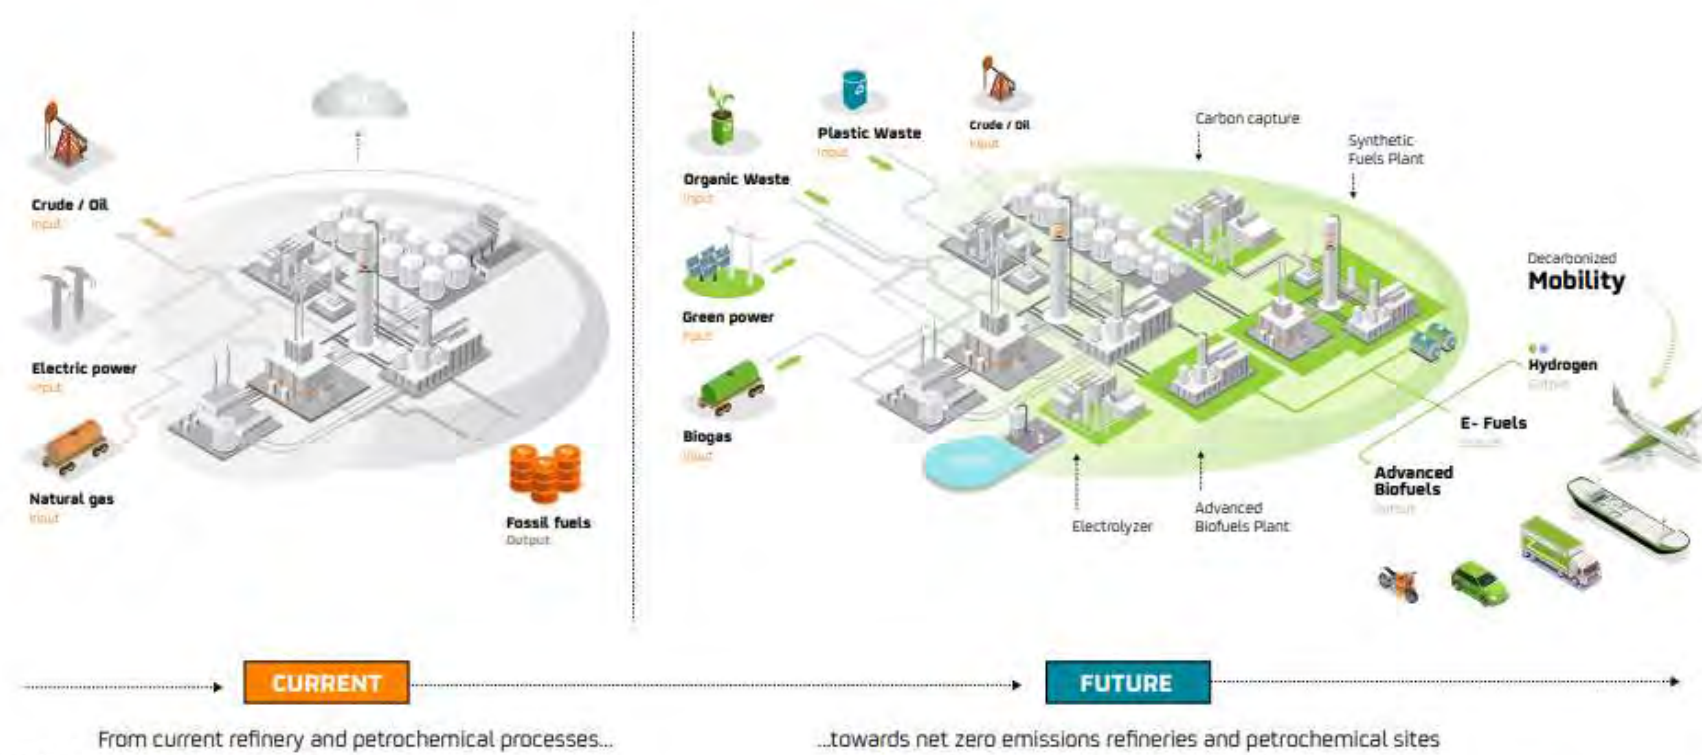 Crude / Oil
Input
Electric power
Input
Natural gas
Input
Fossil fuels
Output
Organic Waste
Input
Plastic Waste
Input
Crude / Oil
Input
Green power
Input
Biogas
Input
Carbon capture
Synthetic
Fuels Plant
Electrolyzer
Advanced
Biofuels Plant
Decarbonized
Mobility
Hydrogen
Output
E- Fuels
Advanced
Biofuels
Output
CURRENT
FUTURE
From current refinery and petrochemical processes...
...towards net zero emissions refineries and petrochemical sites